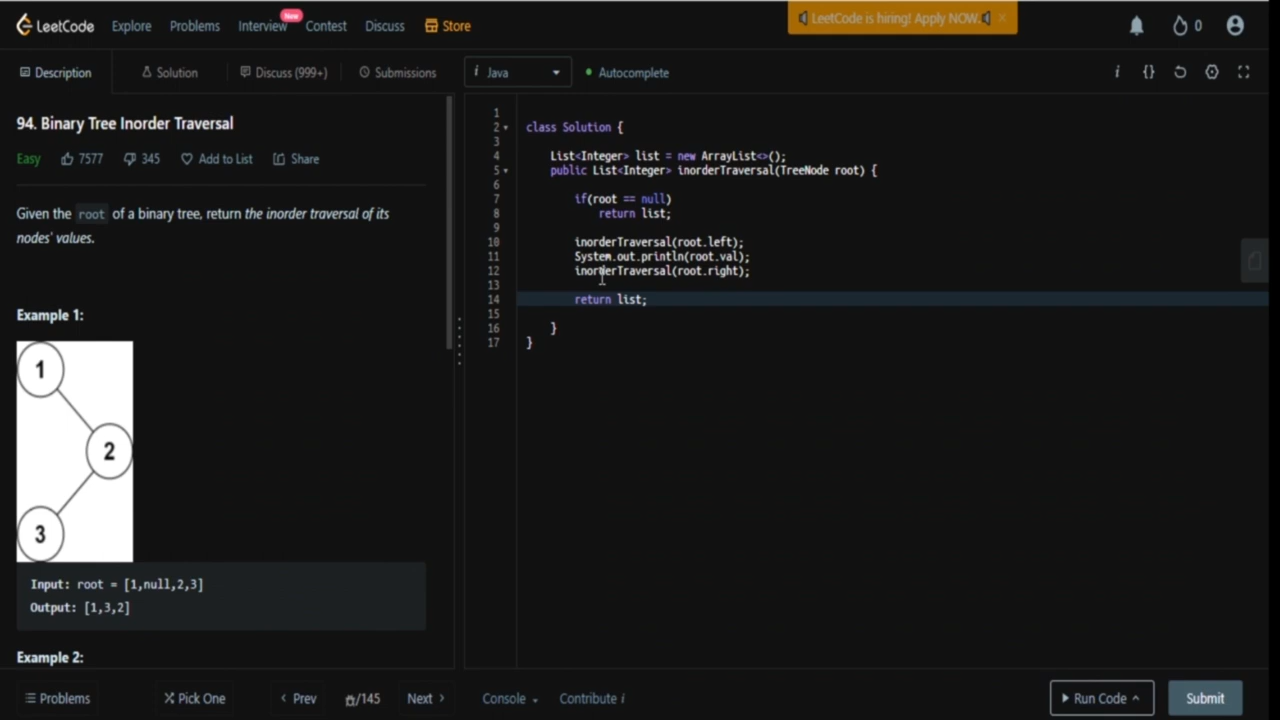 LeetCode Explore Problems Interview New Contest Discuss Store LeetCode is hiring! Apply NOW. × 0
Description Solution Discuss (999+) Submissions i Java Autocomplete i {}
94. Binary Tree Inorder Traversal
Easy 7577 345 Add to List Share
Given the root of a binary tree, return the inorder traversal of its
nodes' values.
Example 1:
1
2
3
Input: root = [1,null,2,3]
Output: [1,3,2]
Example 2:
1
2 class Solution {
3
4 List<Integer> list = new ArrayList<>();
5 public List<Integer> inorderTraversal(TreeNode root) {
6
7 if(root == null)
8 return list;
9
10 inorderTraversal(root.left);
11 System.out.println(root.val);
12 inorderTraversal(root.right);
13
14 return list;
15
16 }
17 }
Problems Pick One Prev /145 Next Console Contribute i Run Code Submit